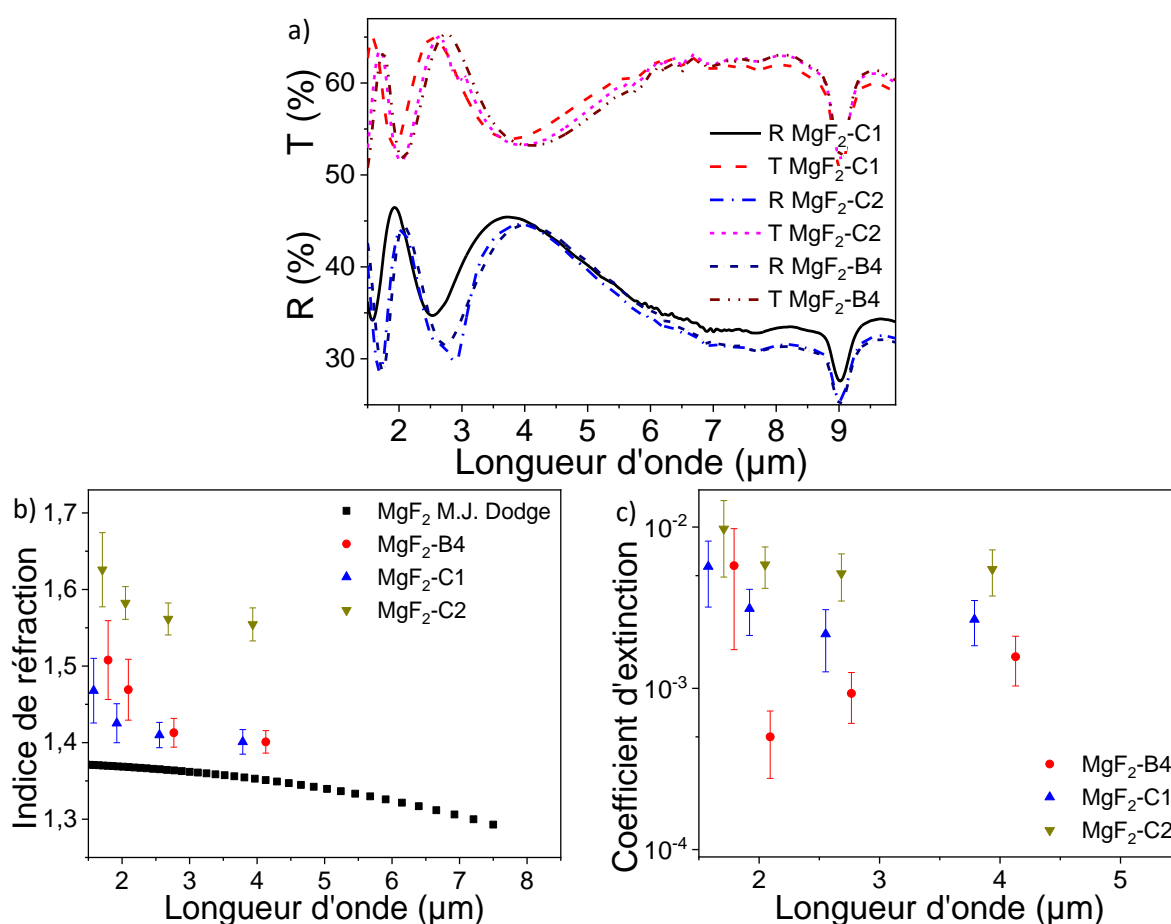 a)
T (%)
R (%)
60
50
40
30
R MgF₂-C1
T MgF₂-C1
R MgF₂-C2
T MgF₂-C2
R MgF₂-B4
T MgF₂-B4
2 3 4 5 6 7 8 9
Longueur d'onde (µm)
b)
Indice de réfraction
1,7
1,6
1,5
1,4
1,3
MgF₂ M.J. Dodge
MgF₂-B4
MgF₂-C1
MgF₂-C2
2 3 4 5 6 7 8
Longueur d'onde (µm)
c)
Coefficient d'extinction
10⁻²
10⁻³
10⁻⁴
MgF₂-B4
MgF₂-C1
MgF₂-C2
2 3 4 5
Longueur d'onde (µm)